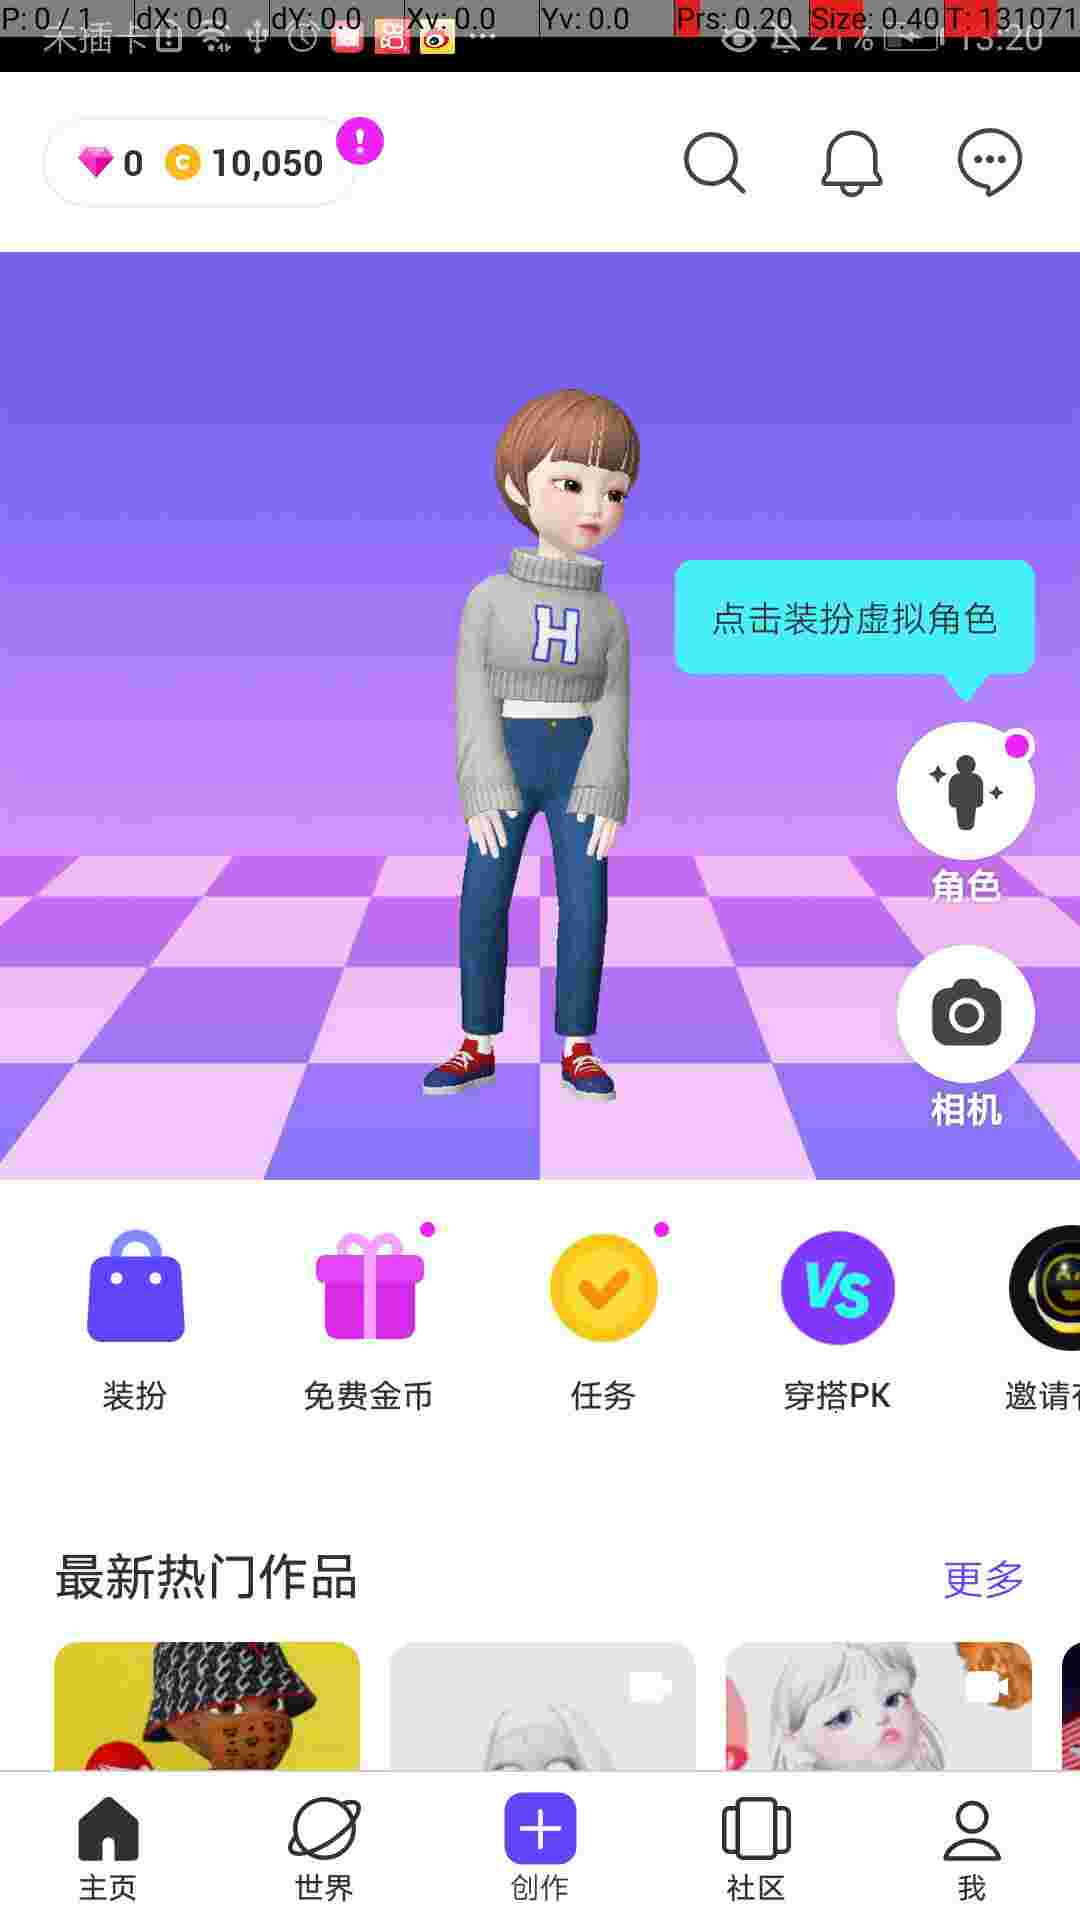 P: 0 / 1 dX: 0.0 dY: 0.0 Xv: 0.0 Yv: 0.0 Prs: 0.20 Size: 0.40 T: 131071
未插卡 21% 13:20
0 C 10,050 !
H
点击装扮虚拟角色
角色
相机
VS
装扮 免费金币 任务 穿搭PK 邀请
最新热门作品 更多
主页 世界 创作 社区 我